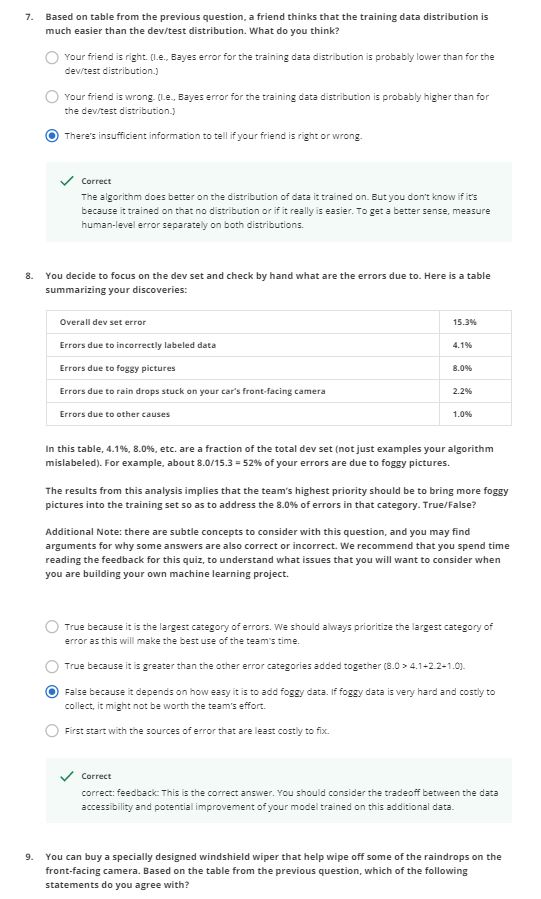 7. Based on table from the previous question, a friend thinks that the training data distribution is
much easier than the dev/test distribution. What do you think?
Your friend is right. (I.e., Bayes error for the training data distribution is probably lower than for the
dev/test distribution.)
Your friend is wrong. (I.e., Bayes error for the training data distribution is probably higher than for
the dev/test distribution.)
There's insufficient information to tell if your friend is right or wrong.
Correct
The algorithm does better on the distribution of data it trained on. But you don't know if it's
because it trained on that no distribution or if it really is easier. To get a better sense, measure
human-level error separately on both distributions.
8. You decide to focus on the dev set and check by hand what are the errors due to. Here is a table
summarizing your discoveries:
Overall dev set error 15.3%
Errors due to incorrectly labeled data 4.1%
Errors due to foggy pictures 8.0%
Errors due to rain drops stuck on your car's front-facing camera 2.2%
Errors due to other causes 1.0%
In this table, 4.1%, 8.0%, etc. are a fraction of the total dev set (not just examples your algorithm
mislabeled). For example, about 8.0/15.3 = 52% of your errors are due to foggy pictures.
The results from this analysis implies that the team's highest priority should be to bring more foggy
pictures into the training set so as to address the 8.0% of errors in that category. True/False?
Additional Note: there are subtle concepts to consider with this question, and you may find
arguments for why some answers are also correct or incorrect. We recommend that you spend time
reading the feedback for this quiz, to understand what issues that you will want to consider when
you are building your own machine learning project.
True because it is the largest category of errors. We should always prioritize the largest category of
error as this will make the best use of the team's time.
True because it is greater than the other error categories added together (8.0 > 4.1+2.2+1.0).
False because it depends on how easy it is to add foggy data. If foggy data is very hard and costly to
collect, it might not be worth the team's effort.
First start with the sources of error that are least costly to fix.
Correct
correct: feedback: This is the correct answer. You should consider the tradeoff between the data
accessibility and potential improvement of your model trained on this additional data.
9. You can buy a specially designed windshield wiper that help wipe off some of the raindrops on the
front-facing camera. Based on the table from the previous question, which of the following
statements do you agree with?